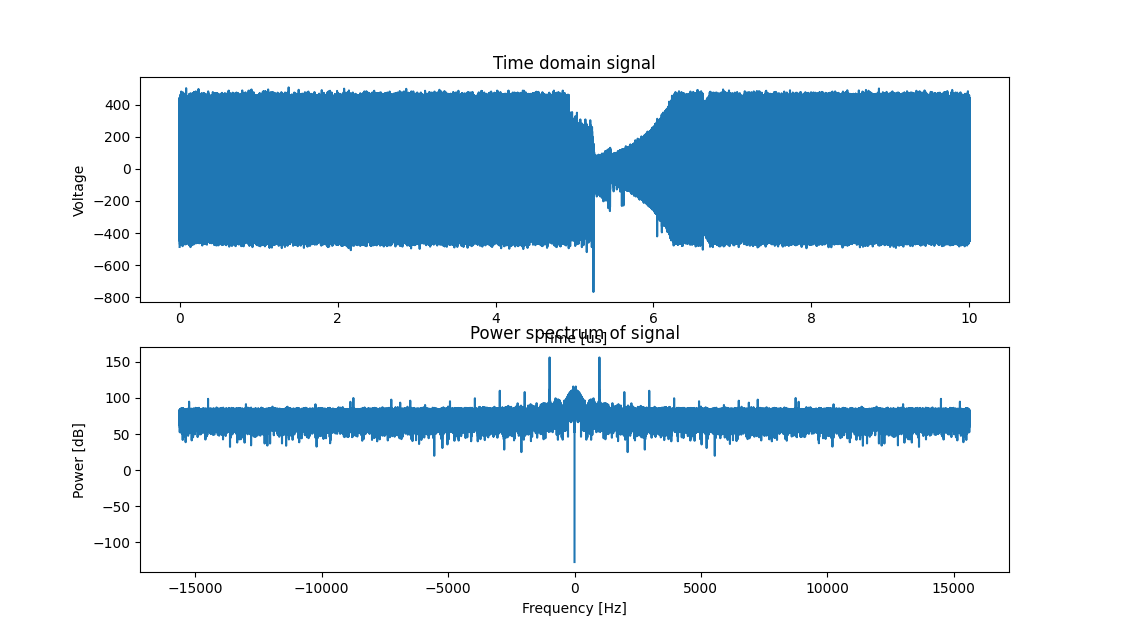 Time domain signal
400
200
0
−200
−400
−600
−800
Voltage
0 2 4 6 8 10
Time [us]
Power spectrum of signal
150
100
50
0
−50
−100
Power [dB]
−15000 −10000 −5000 0 5000 10000 15000
Frequency [Hz]